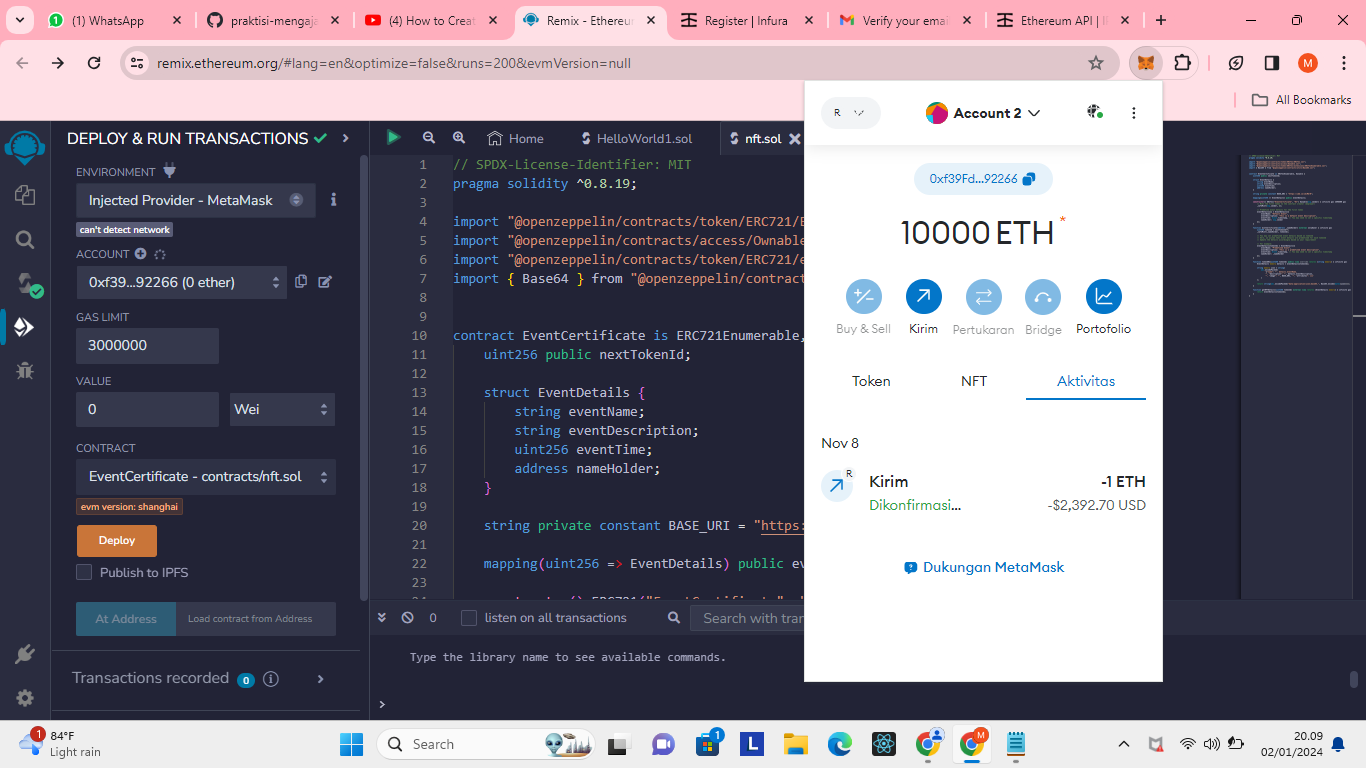 (1) WhatsApp
praktisi-mengaja
(4) How to Creat
Remix - Ethereum
Register | Infura
Verify your emai
Ethereum API |
remix.ethereum.org/#lang=en&optimize=false&runs=200&evmVersion=null
M
All Bookmarks
DEPLOY & RUN TRANSACTIONS
ENVIRONMENT
Injected Provider - MetaMask
can't detect network
ACCOUNT
0xf39...92266 (0 ether)
GAS LIMIT
3000000
VALUE
0
Wei
CONTRACT
EventCertificate - contracts/nft.sol
evm version: shanghai
Deploy
Publish to IPFS
At Address
Load contract from Address
Transactions recorded 0
Home
HelloWorld1.sol
nft.sol
1 // SPDX-License-Identifier: MIT
2 pragma solidity ^0.8.19;
3
4 import "@openzeppelin/contracts/token/ERC721/E
5 import "@openzeppelin/contracts/access/Ownable
6 import "@openzeppelin/contracts/token/ERC721/e
7 import { Base64 } from "@openzeppelin/contract
8
9
10 contract EventCertificate is ERC721Enumerable,
11 uint256 public nextTokenId;
12
13 struct EventDetails {
14 string eventName;
15 string eventDescription;
16 uint256 eventTime;
17 address nameHolder;
18 }
19
20 string private constant BASE_URI = "https:
21
22 mapping(uint256 => EventDetails) public ev
23
0
listen on all transactions
Search with tran
Type the library name to see available commands.
>
R
Account 2
0xf39Fd...92266
10000 ETH *
Buy & Sell
Kirim
Pertukaran
Bridge
Portofolio
Token
NFT
Aktivitas
Nov 8
R
Kirim
-1 ETH
Dikonfirmasi...
-$2,392.70 USD
Dukungan MetaMask
1
84°F
Light rain
Search
1
L
M
20.09
02/01/2024